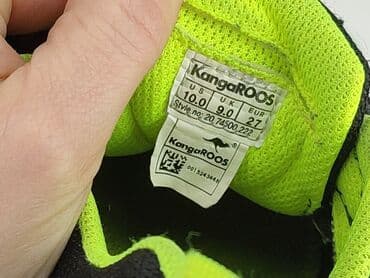 KangaROOS
US UK EUR
10.0 9.0 27
Style.no: 20 74500.222
KangaROOS
®